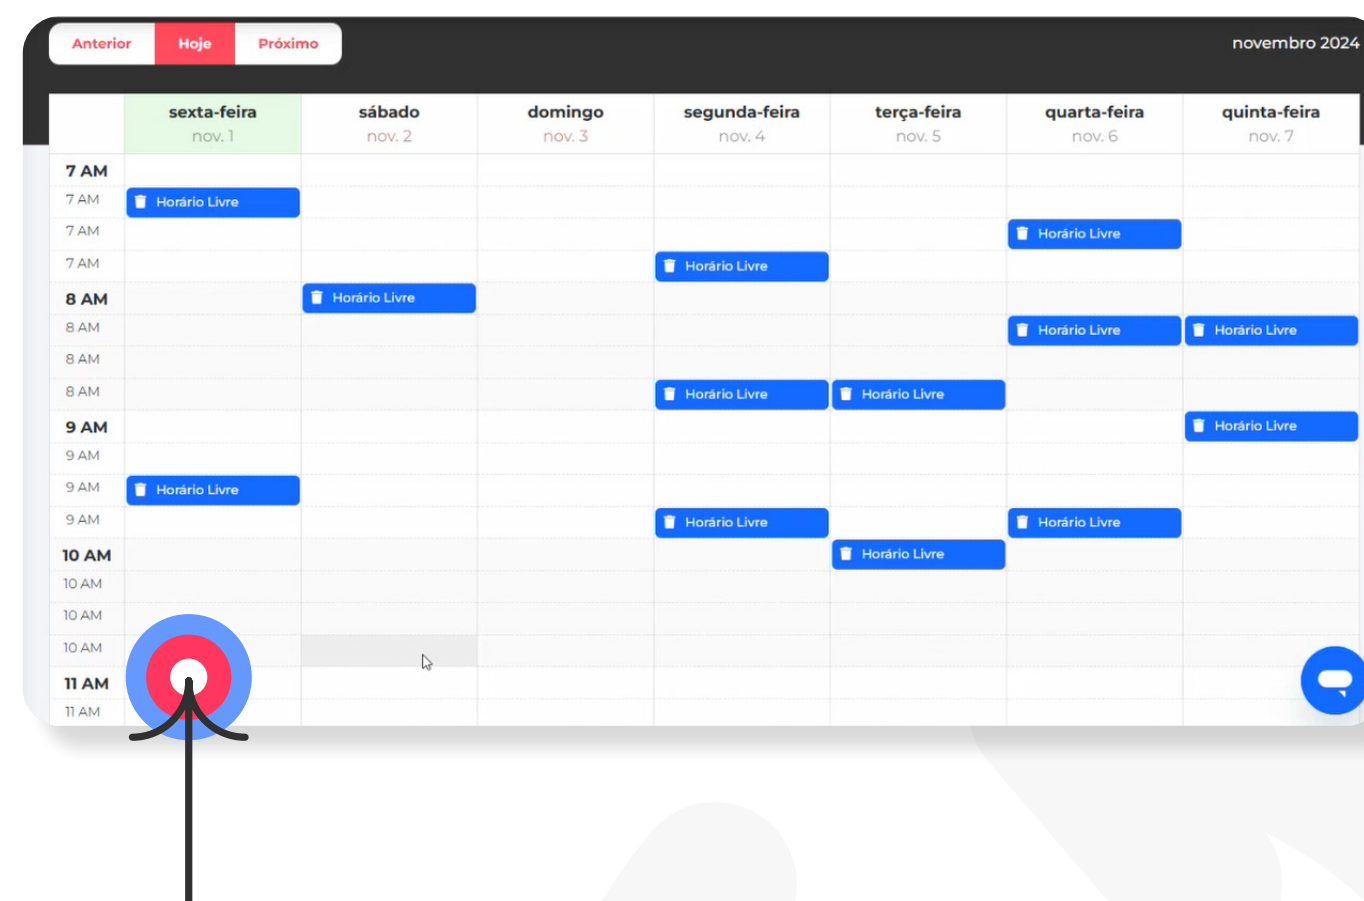 Anterior Hoje Próximo novembro 2024
sexta-feira sábado domingo segunda-feira terça-feira quarta-feira quinta-feira
nov. 1 nov. 2 nov. 3 nov. 4 nov. 5 nov. 6 nov. 7
7 AM
7 AM Horário Livre
7 AM Horário Livre
7 AM Horário Livre
8 AM Horário Livre
8 AM Horário Livre Horário Livre
8 AM
8 AM Horário Livre Horário Livre
9 AM Horário Livre
9 AM
9 AM Horário Livre
9 AM Horário Livre Horário Livre
10 AM Horário Livre
10 AM
10 AM
10 AM
11 AM
11 AM